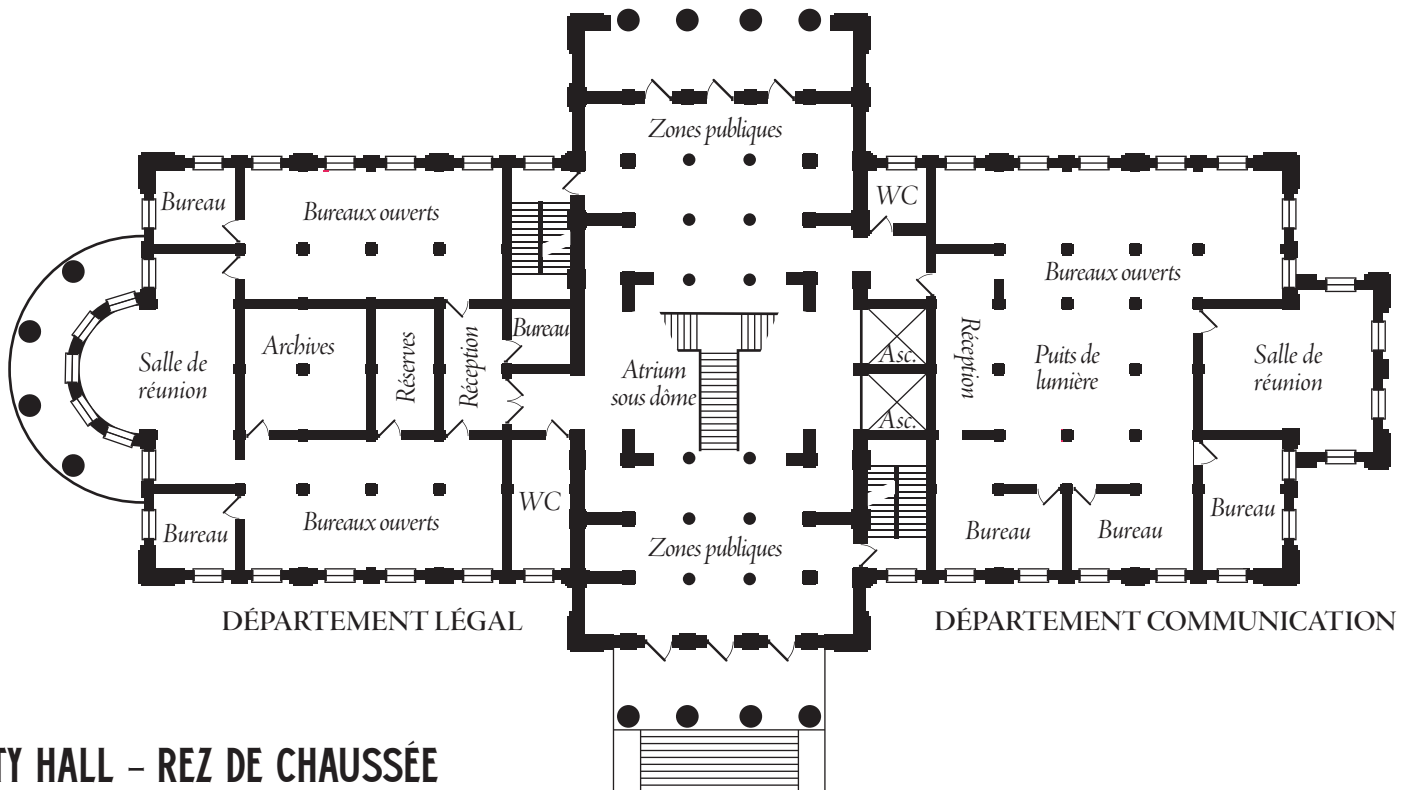 Zones publiques
Bureau
Bureaux ouverts
WC
Bureaux ouverts
Salle de
réunion
Archives
Réserves
Réception
Bureau
Atrium
sous dôme
Asc.
Asc.
Réception
Puits de
lumière
Salle de
réunion
Bureau
Bureaux ouverts
WC
Zones publiques
Bureau
Bureau
Bureau
DÉPARTEMENT LÉGAL
DÉPARTEMENT COMMUNICATION
TY HALL – REZ DE CHAUSSÉE